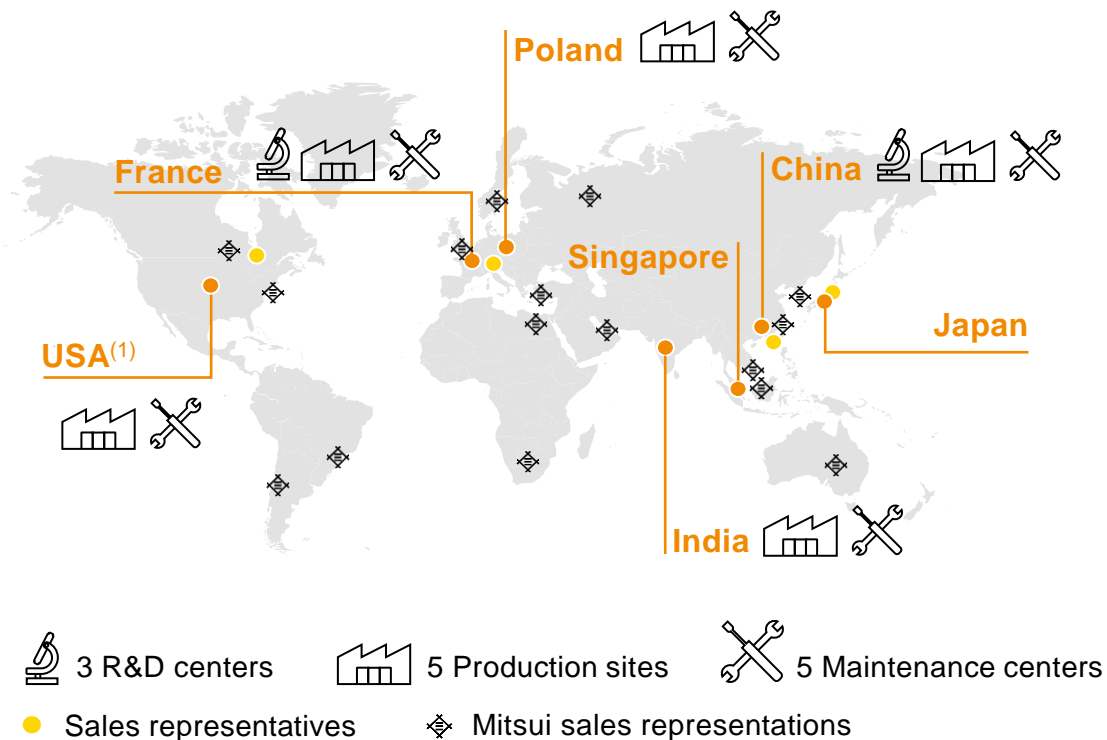 Poland
France
China
Singapore
Japan
USA(1)
India
3 R&D centers
5 Production sites
5 Maintenance centers
Sales representatives
Mitsui sales representations